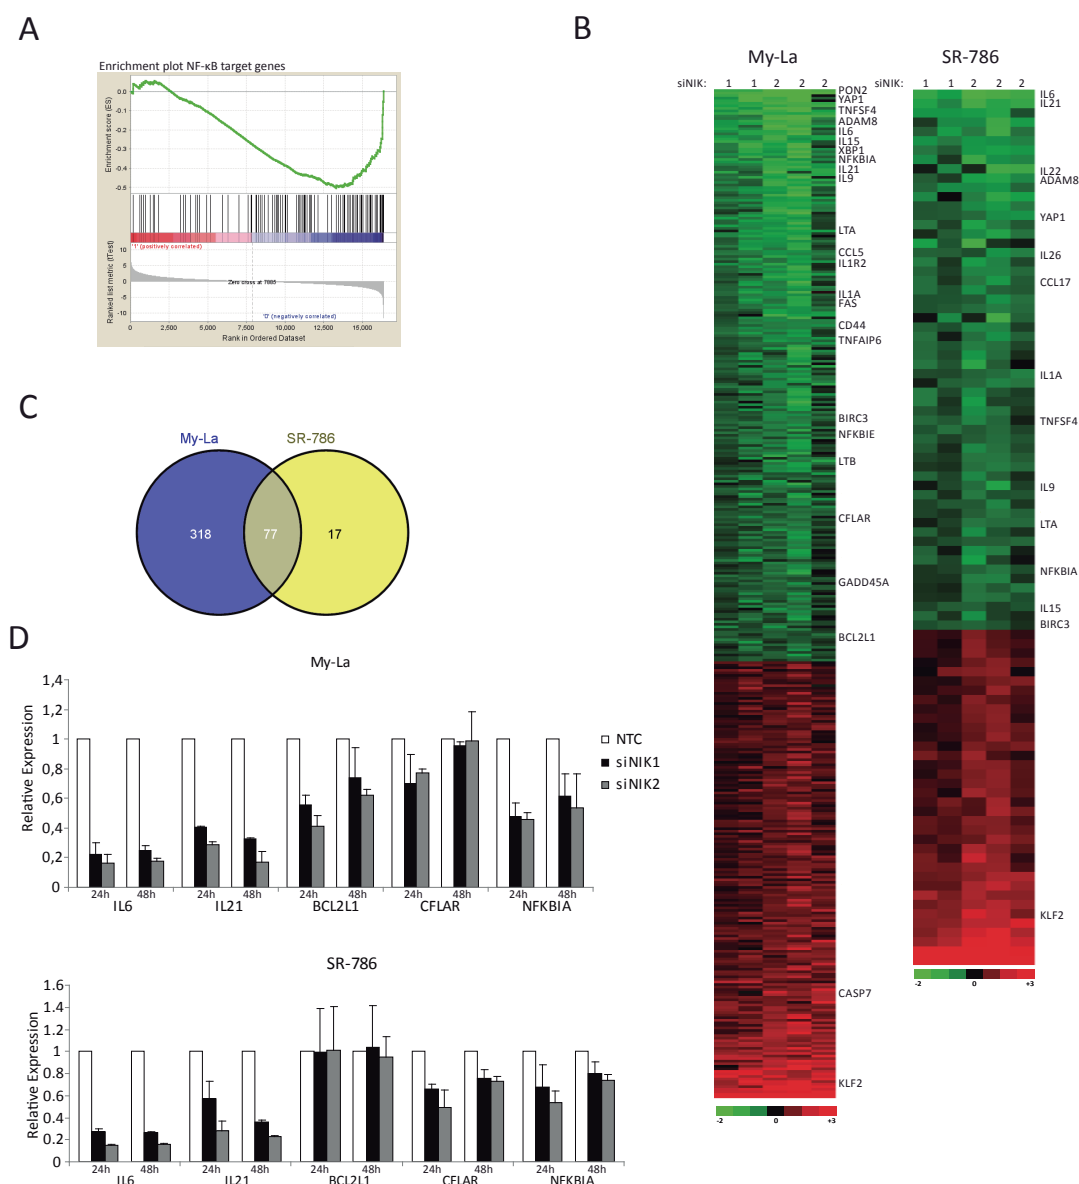 A
Enrichment plot NF-κB target genes
Enrichment score (ES)
0.0
-0.1
-0.2
-0.3
-0.4
-0.5
'1' (positively correlated)
Ranked list metric (tTest)
10
5
0
-5
-10
Zero cross at 7885
'0' (negatively correlated)
0 2,500 5,000 7,500 10,000 12,500 15,000
Rank in Ordered Dataset
B
My-La
siNIK: 1 1 2 2 2
PON2
YAP1
TNFSF4
ADAM8
IL6
IL15
XBP1
NFKBIA
IL21
IL9
LTA
CCL5
IL1R2
IL1A
FAS
CD44
TNFAIP6
BIRC3
NFKBIE
LTB
CFLAR
GADD45A
BCL2L1
CASP7
KLF2
-2 0 +3
SR-786
siNIK: 1 1 2 2 2
IL6
IL21
IL22
ADAM8
YAP1
IL26
CCL17
IL1A
TNFSF4
IL9
LTA
NFKBIA
IL15
BIRC3
KLF2
-2 0 +3
C
My-La SR-786
318 77 17
D
My-La
Relative Expression
1,4
1,2
1
0,8
0,6
0,4
0,2
0
NTC
siNIK1
siNIK2
24h 48h 24h 48h 24h 48h 24h 48h 24h 48h
IL6 IL21 BCL2L1 CFLAR NFKBIA
SR-786
Relative Expression
1.6
1.4
1.2
1
0.8
0.6
0.4
0.2
0
24h 48h 24h 48h 24h 48h 24h 48h 24h 48h
IL6 IL21 BCL2L1 CFLAR NFKBIA